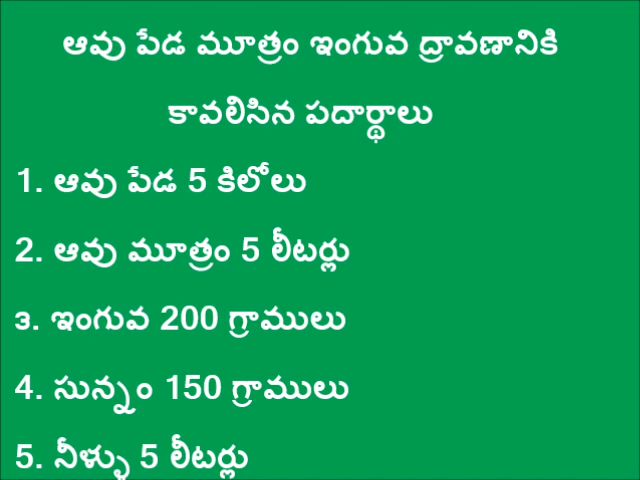 ఆవు పేడ మూత్రం ఇంగువ ద్రావణానికి
కావలిసిన పదార్థాలు
1. ఆవు పేడ 5 కిలోలు
2. ఆవు మూత్రం 5 లీటర్లు
3. ఇంగువ 200 గ్రాములు
4. సున్నం 150 గ్రాములు
5. నీళ్ళు 5 లీటర్లు